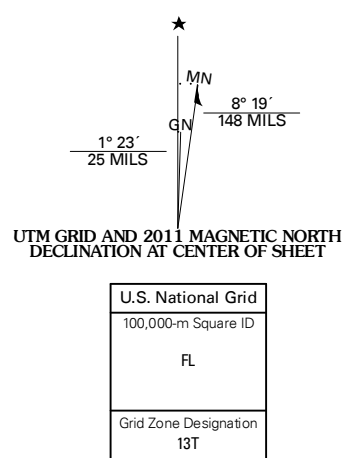 MN
GN
8° 19´
148 MILS
1° 23´
25 MILS
UTM GRID AND 2011 MAGNETIC NORTH
DECLINATION AT CENTER OF SHEET
U.S. National Grid
100,000-m Square ID
FL
Grid Zone Designation
13T